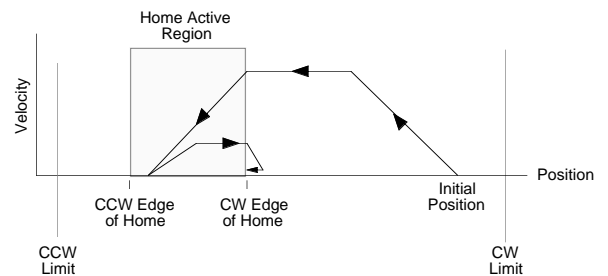 Home Active
Region
Velocity
Position
CCW Edge
of Home
CW Edge
of Home
Initial
Position
CCW
Limit
CW
Limit